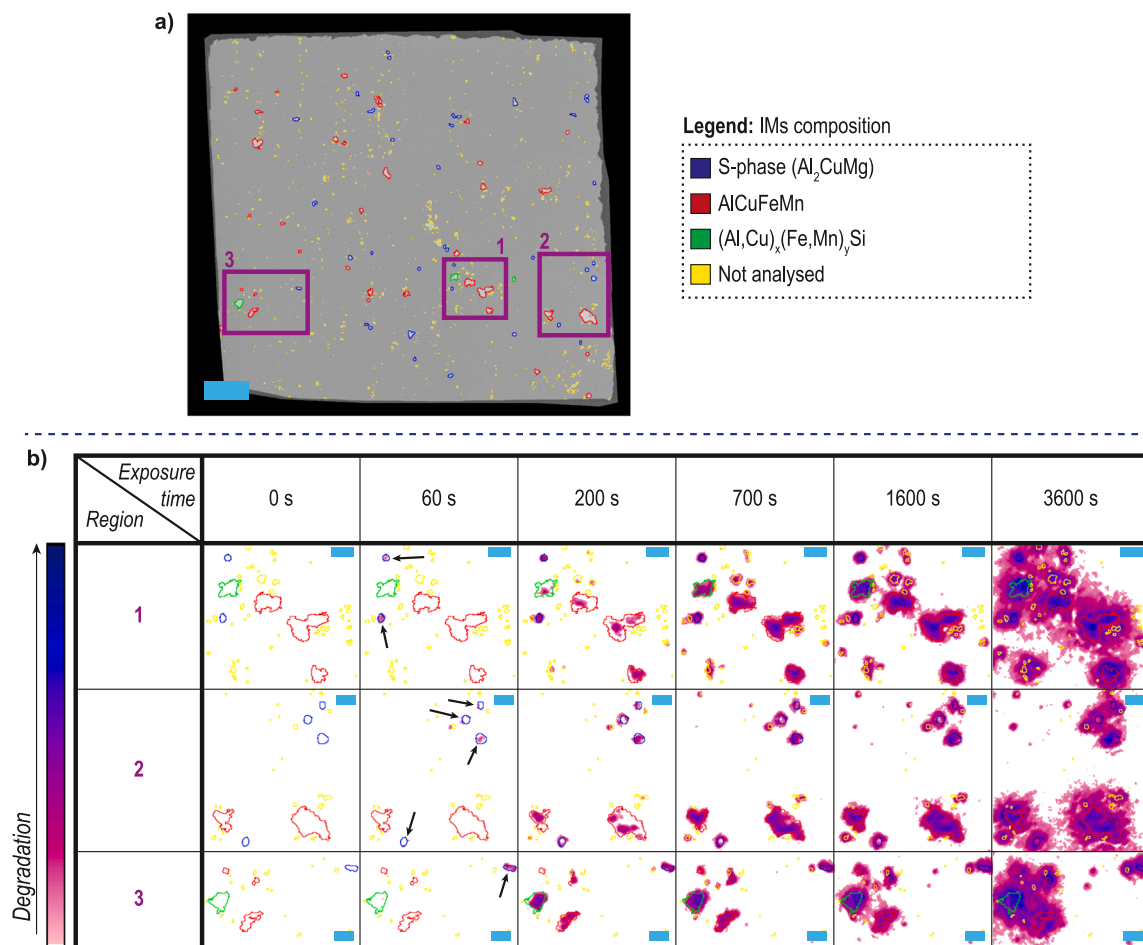 a)
Legend: IMs composition
S-phase (Al₂CuMg)
AlCuFeMn
(Al,Cu)ₓ(Fe,Mn)ᵧSi
Not analysed
1
2
3
b)
Exposure time
Region
0 s
60 s
200 s
700 s
1600 s
3600 s
1
2
3
Degradation